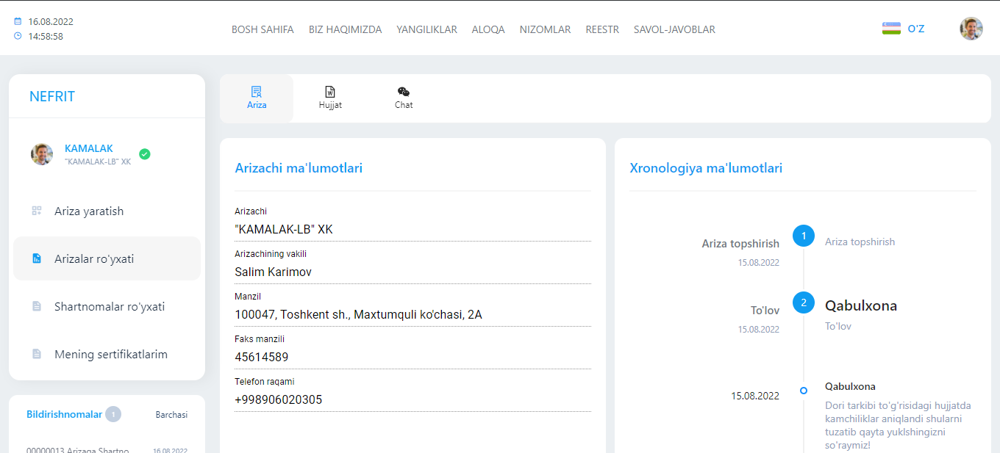 16.08.2022
14:58:58
BOSH SAHIFA BIZ HAQIMIZDA YANGILIKLAR ALOQA NIZOMLAR REESTR SAVOL-JAVOBLAR
O'Z
NEFRIT
KAMALAK
"KAMALAK-LB" XK
Ariza yaratish
Arizalar ro'yxati
Shartnomalar ro'yxati
Mening sertifikatlarim
Bildirishnomalar 1 Barchasi
00000013 Arizaga Shartno 16.08.2022
Ariza Hujjat Chat
Arizachi ma'lumotlari
Arizachi
"KAMALAK-LB" XK
Arizachining vakili
Salim Karimov
Manzil
100047, Toshkent sh., Maxtumquli ko'chasi, 2A
Faks manzili
45614589
Telefon raqami
+998906020305
Xronologiya ma'lumotlari
Ariza topshirish 1 Ariza topshirish
15.08.2022
To'lov 2 Qabulxona
15.08.2022 To'lov
15.08.2022 Qabulxona
Dori tarkibi to'g'risidagi hujjatda
kamchiliklar aniqlandi shularni
tuzatib qayta yuklshingizni
so'raymiz!